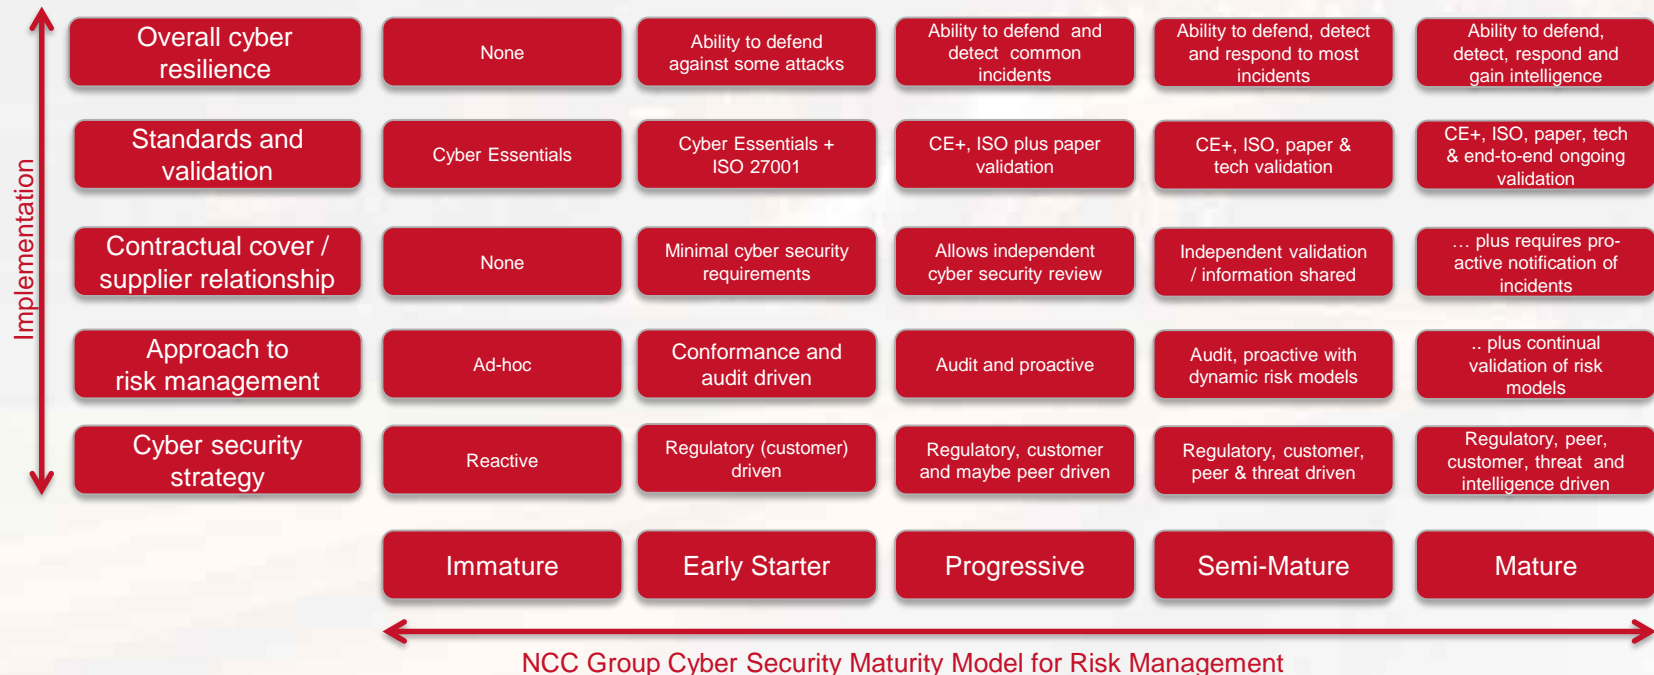 Implementation
Overall cyber
resilience
None
Ability to defend
against some attacks
Ability to defend and
detect common
incidents
Ability to defend, detect
and respond to most
incidents
Ability to defend,
detect, respond and
gain intelligence
Standards and
validation
Cyber Essentials
Cyber Essentials +
ISO 27001
CE+, ISO plus paper
validation
CE+, ISO, paper &
tech validation
CE+, ISO, paper, tech
& end-to-end ongoing
validation
Contractual cover /
supplier relationship
None
Minimal cyber security
requirements
Allows independent
cyber security review
Independent validation
/ information shared
… plus requires pro-
active notification of
incidents
Approach to
risk management
Ad-hoc
Conformance and
audit driven
Audit and proactive
Audit, proactive with
dynamic risk models
.. plus continual
validation of risk
models
Cyber security
strategy
Reactive
Regulatory (customer)
driven
Regulatory, customer
and maybe peer driven
Regulatory, customer,
peer & threat driven
Regulatory, peer,
customer, threat and
intelligence driven
Immature
Early Starter
Progressive
Semi-Mature
Mature
NCC Group Cyber Security Maturity Model for Risk Management